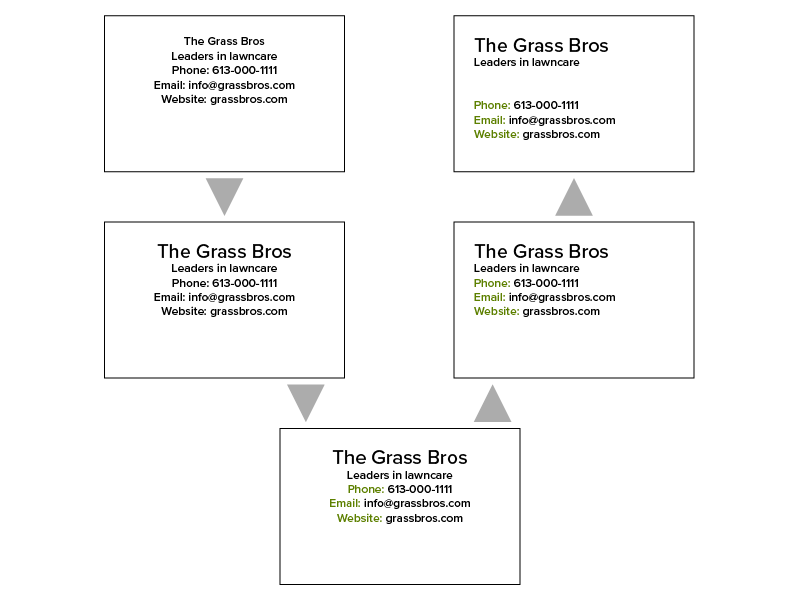 The Grass Bros
Leaders in lawncare
Phone: 613-000-1111
Email: info@grassbros.com
Website: grassbros.com
The Grass Bros
Leaders in lawncare
Phone: 613-000-1111
Email: info@grassbros.com
Website: grassbros.com
The Grass Bros
Leaders in lawncare
Phone: 613-000-1111
Email: info@grassbros.com
Website: grassbros.com
The Grass Bros
Leaders in lawncare
Phone: 613-000-1111
Email: info@grassbros.com
Website: grassbros.com
The Grass Bros
Leaders in lawncare
Phone: 613-000-1111
Email: info@grassbros.com
Website: grassbros.com